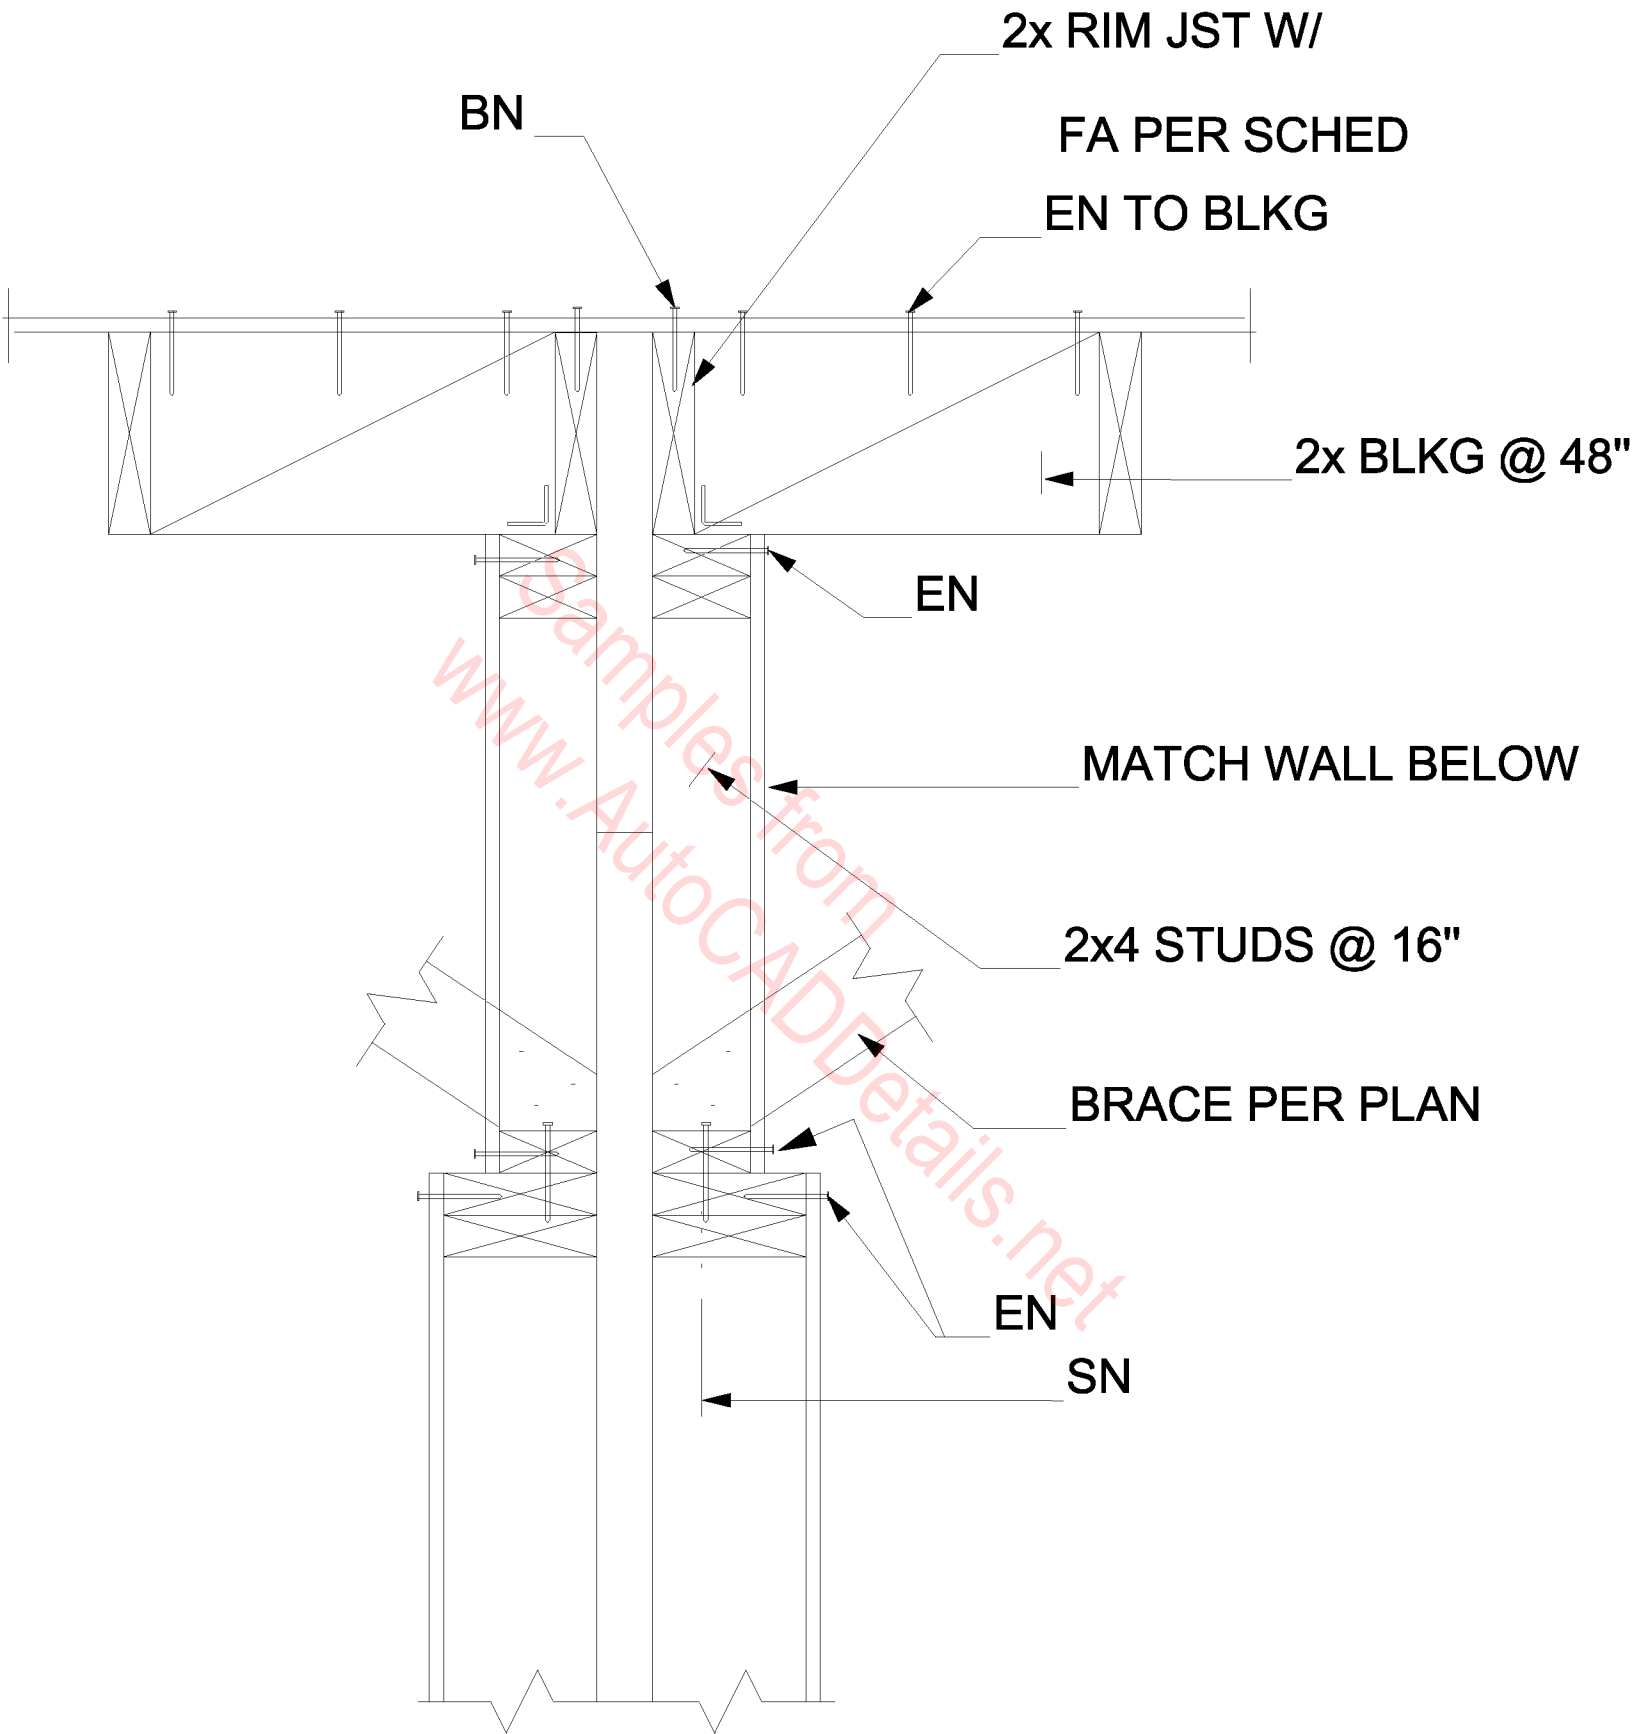 2x RIM JST W/
BN
FA PER SCHED
EN TO BLKG
2x BLKG @ 48"
EN
MATCH WALL BELOW
2x4 STUDS @ 16"
BRACE PER PLAN
EN
SN
Samples from
www.AutoCADDetails.net